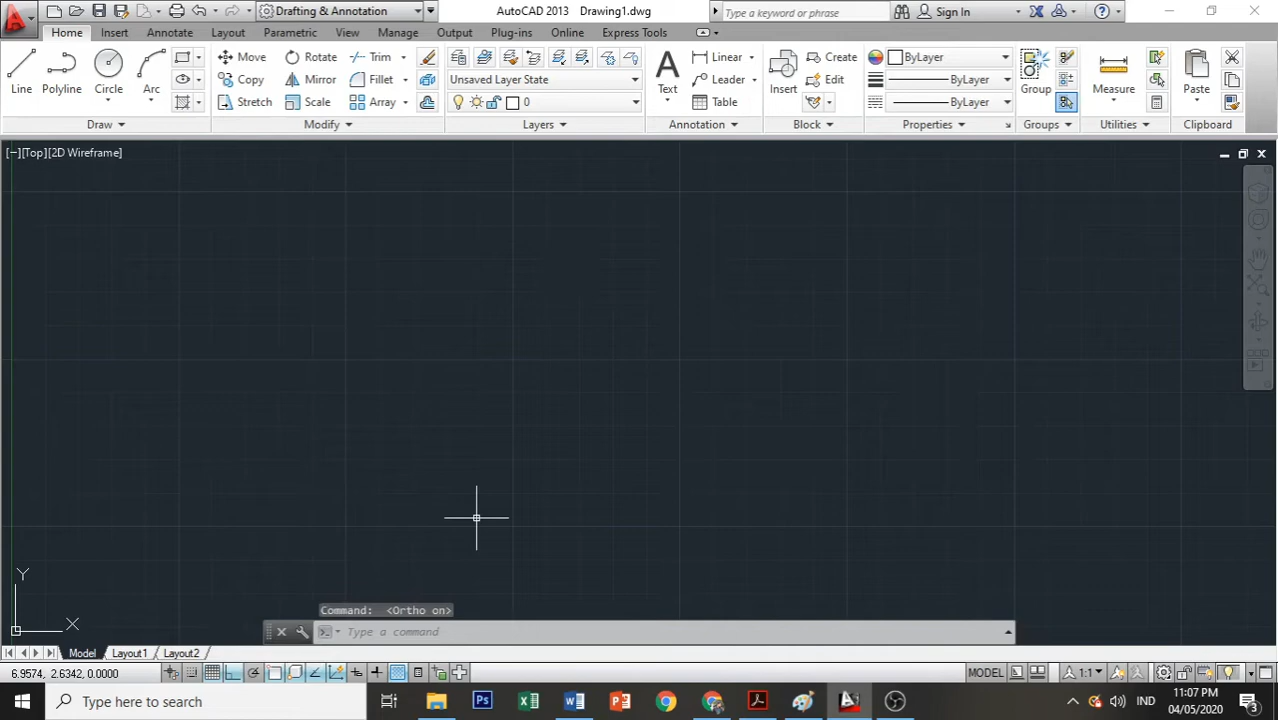 Drafting & Annotation
AutoCAD 2013 Drawing1.dwg
Type a keyword or phrase
Sign In
Home Insert Annotate Layout Parametric View Manage Output Plug-ins Online Express Tools
Line
Polyline
Circle
Arc
Draw
Move Rotate Trim
Copy Mirror Fillet
Stretch Scale Array
Modify
Unsaved Layer State
0
Layers
Text
Linear
Leader
Table
Annotation
Insert
Create
Edit
Block
ByLayer
ByLayer
ByLayer
Properties
Group
Groups
Measure
Utilities
Paste
Clipboard
[−][Top][2D Wireframe]
Y
X
Command: <Ortho on>
Type a command
Model Layout1 Layout2
6.9574, 2.6342, 0.0000
MODEL
1:1
Type here to search
IND
11:07 PM
04/05/2020
3